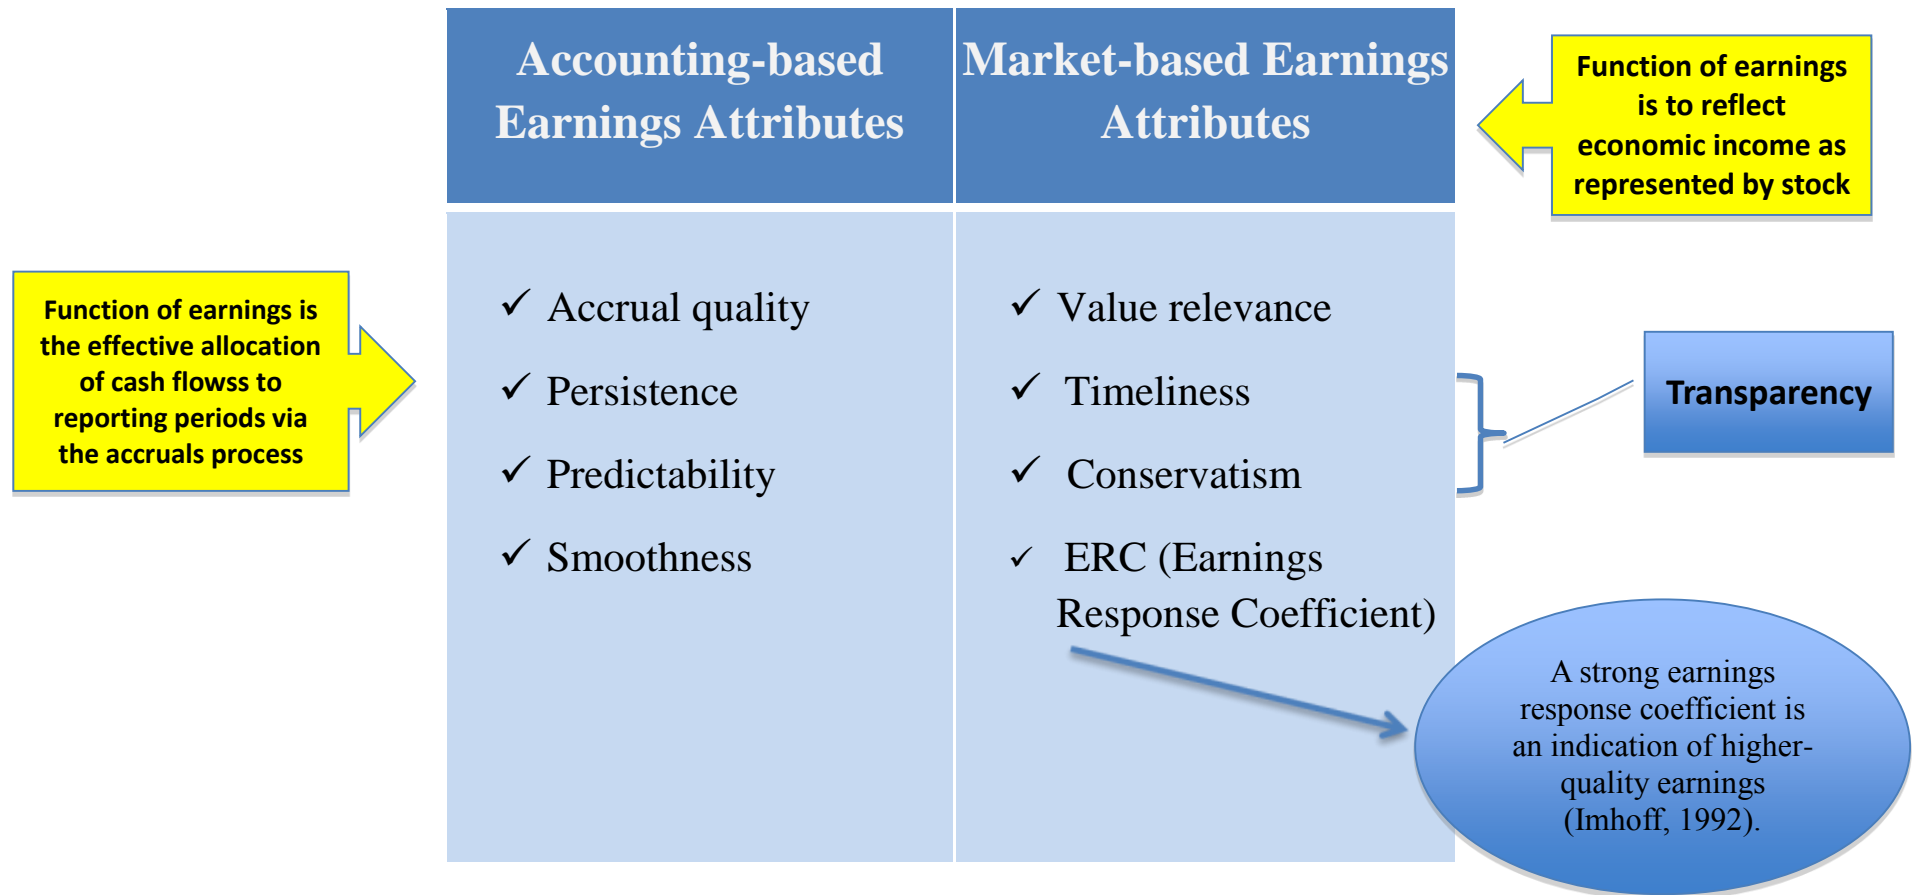 Accounting-based
Earnings Attributes
Market-based Earnings
Attributes
Function of earnings
is to reflect
economic income as
represented by stock
Function of earnings is
the effective allocation
of cash flowss to
reporting periods via
the accruals process
✓ Accrual quality
✓ Persistence
✓ Predictability
✓ Smoothness
✓ Value relevance
✓ Timeliness
✓ Conservatism
✓ ERC (Earnings
Response Coefficient)
Transparency
A strong earnings
response coefficient is
an indication of higher-
quality earnings
(Imhoff, 1992).